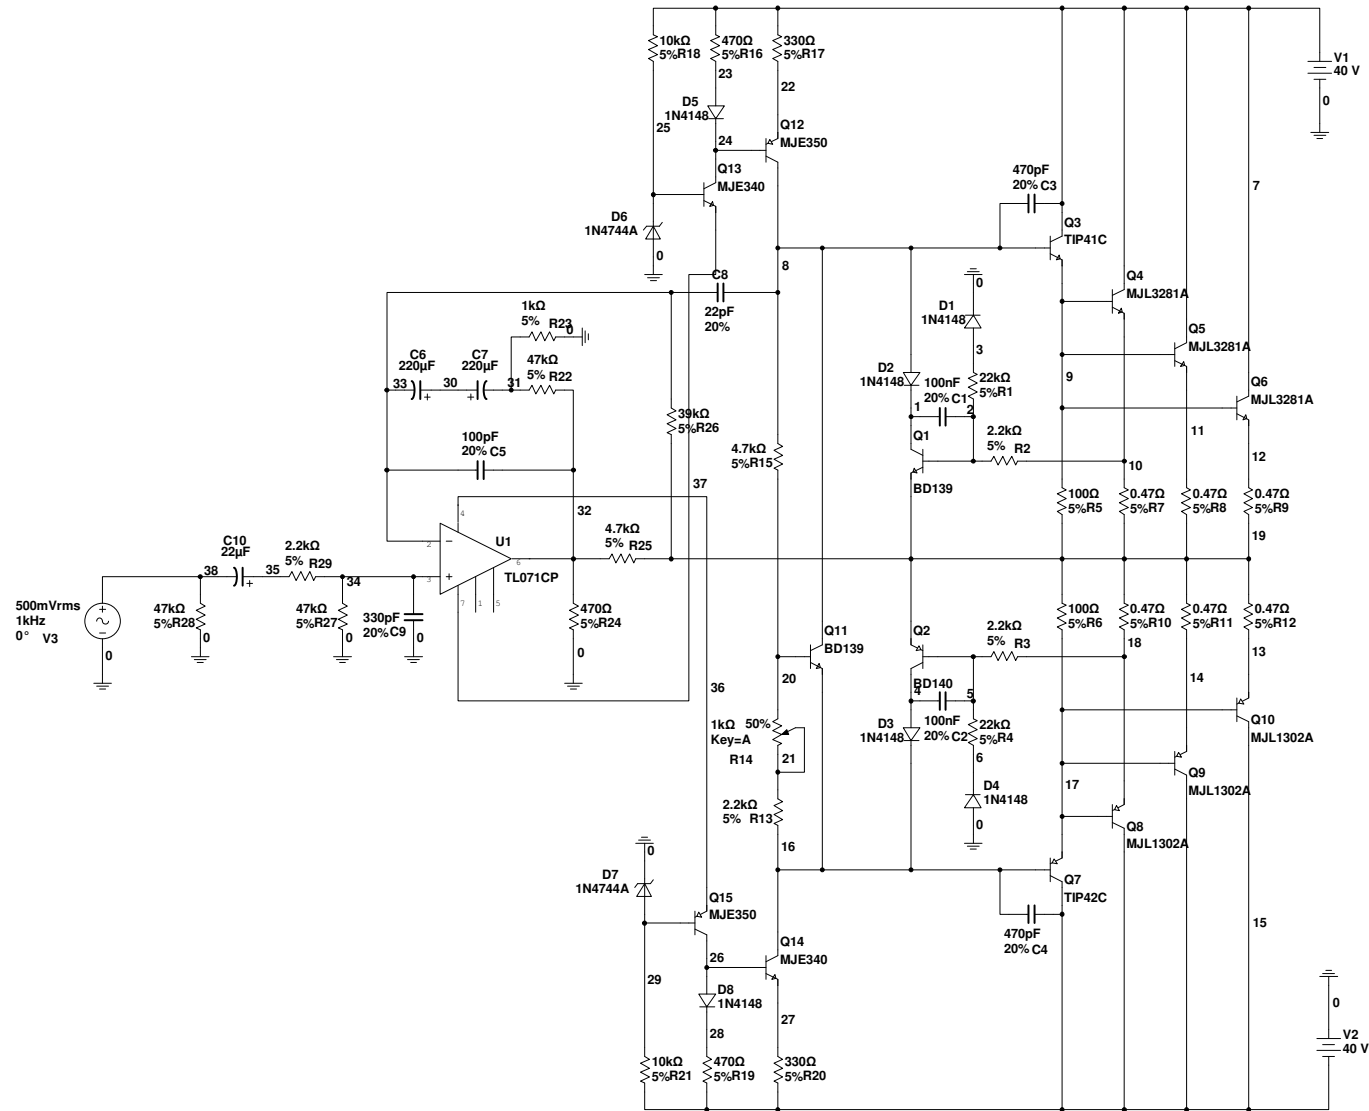 10kΩ
5%R18
470Ω
5%R16
330Ω
5%R17
V1
40 V
0
23
22
D5
1N4148
25
Q12
MJE350
24
Q13
MJE340
D6
1N4744A
0
470pF
20% C3
7
Q3
TIP41C
8
C8
22pF
20%
0
Q4
MJL3281A
D1
1N4148
3
1kΩ
5% R23
0
Q5
MJL3281A
C6
220µF
C7
220µF
33
30
31
47kΩ
5% R22
D2
1N4148
100nF
20% C1
22kΩ
5%R1
9
Q6
MJL3281A
1
2
39kΩ
5%R26
Q1
2.2kΩ
5% R2
11
100pF
20% C5
4.7kΩ
5%R15
BD139
10
12
37
100Ω
5%R5
0.47Ω
5%R7
0.47Ω
5%R8
0.47Ω
5%R9
4
32
4.7kΩ
5% R25
19
C10
22µF
2.2kΩ
5% R29
U1
2
6
3
TL071CP
7
1
5
38
35
34
500mVrms
1kHz
0° V3
0
47kΩ
5%R28
0
47kΩ
5%R27
0
330pF
20%C9
0
470Ω
5%R24
0
Q11
BD139
100Ω
5%R6
0.47Ω
5%R10
0.47Ω
5%R11
0.47Ω
5%R12
Q2
2.2kΩ
5% R3
18
13
BD140
20
36
4
5
14
1kΩ 50%
Key=A
R14
D3
1N4148
100nF
20% C2
22kΩ
5%R4
Q10
MJL1302A
21
6
Q9
MJL1302A
17
D4
1N4148
0
2.2kΩ
5% R13
Q8
MJL1302A
16
0
D7
1N4744A
Q7
TIP42C
Q15
MJE350
15
470pF
20% C4
Q14
MJE340
26
29
D8
1N4148
27
28
0
V2
40 V
10kΩ
5%R21
470Ω
5%R19
330Ω
5%R20